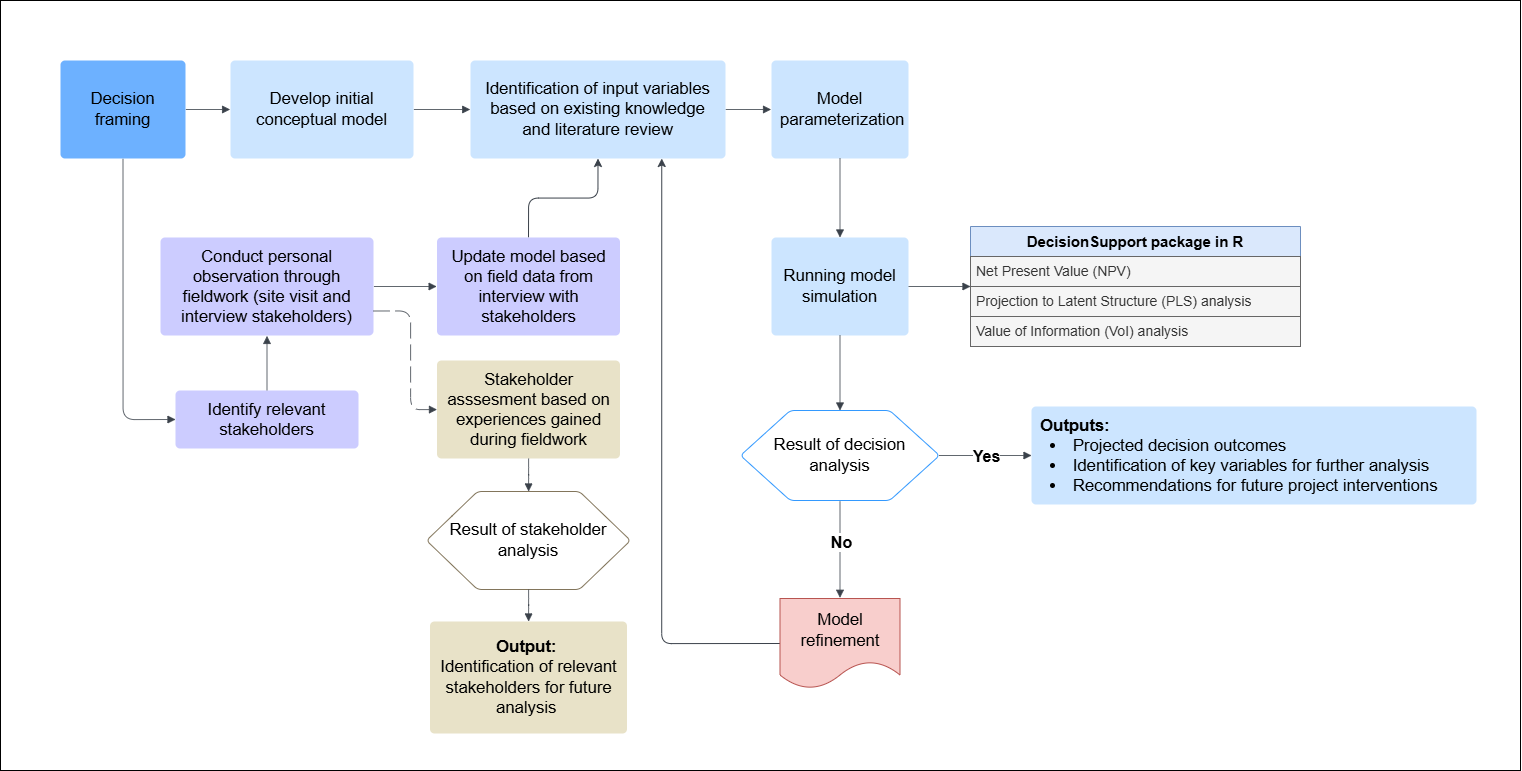 Decision
framing
Develop initial
conceptual model
Identification of input variables
based on existing knowledge
and literature review
Model
parameterization
Conduct personal
observation through
fieldwork (site visit and
interview stakeholders)
Update model based
on field data from
interview with
stakeholders
Running model
simulation
DecisionSupport package in R
Net Present Value (NPV)
Projection to Latent Structure (PLS) analysis
Value of Information (VoI) analysis
Identify relevant
stakeholders
Stakeholder
asssesment based on
experiences gained
during fieldwork
Result of decision
analysis
Yes
Outputs:
• Projected decision outcomes
• Identification of key variables for further analysis
• Recommendations for future project interventions
Result of stakeholder
analysis
No
Model
refinement
Output:
Identification of relevant
stakeholders for future
analysis